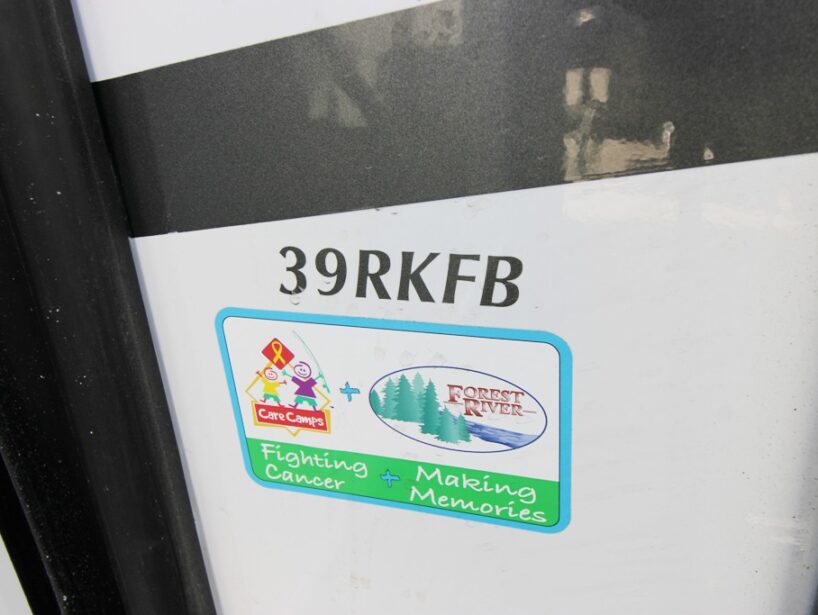 39RKFB
Care Camps
+
FOREST
RIVER
Fighting
Cancer
+
Making
Memories